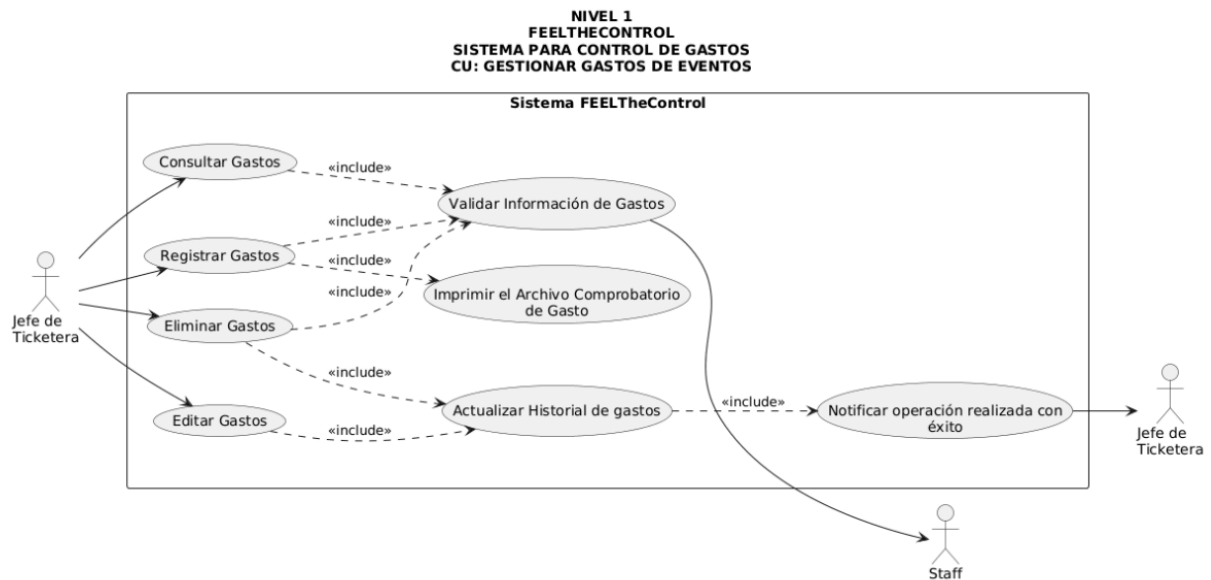 NIVEL 1
FEELTHECONTROL
SISTEMA PARA CONTROL DE GASTOS
CU: GESTIONAR GASTOS DE EVENTOS
Sistema FEELTheControl
Consultar Gastos
«include»
Validar Información de Gastos
«include»
Registrar Gastos
«include»
«include»
Imprimir el Archivo Comprobatorio
de Gasto
Eliminar Gastos
Jefe de
Ticketera
«include»
Actualizar Historial de gastos
«include»
Notificar operación realizada con
éxito
Editar Gastos
«include»
Jefe de
Ticketera
Staff